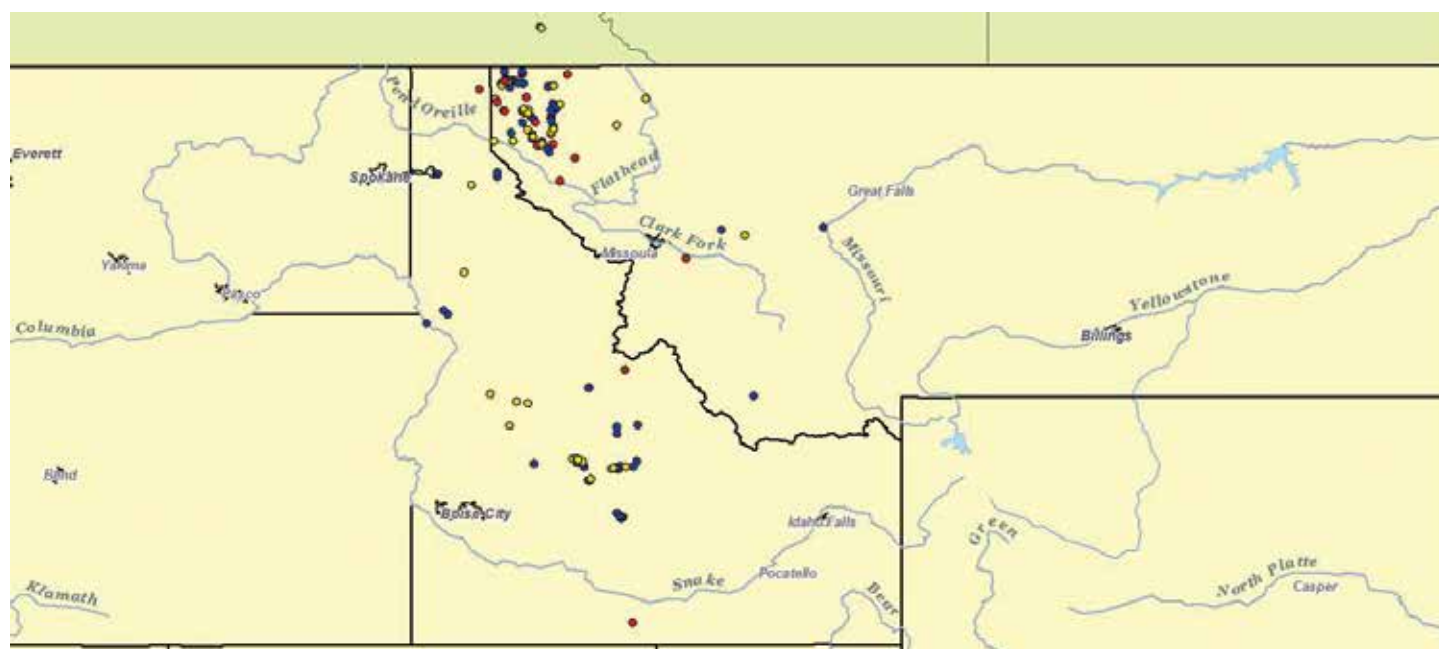 Pend Oreille
Everett
Spokane
Flathead
Great Falls
Clark Fork
Missoula
Missouri
Yakima
Pasco
Yellowstone
Columbia
Billings
Bend
Boise City
Idaho Falls
Green
Snake
Pocatello
Bear
North Platte
Casper
Klamath